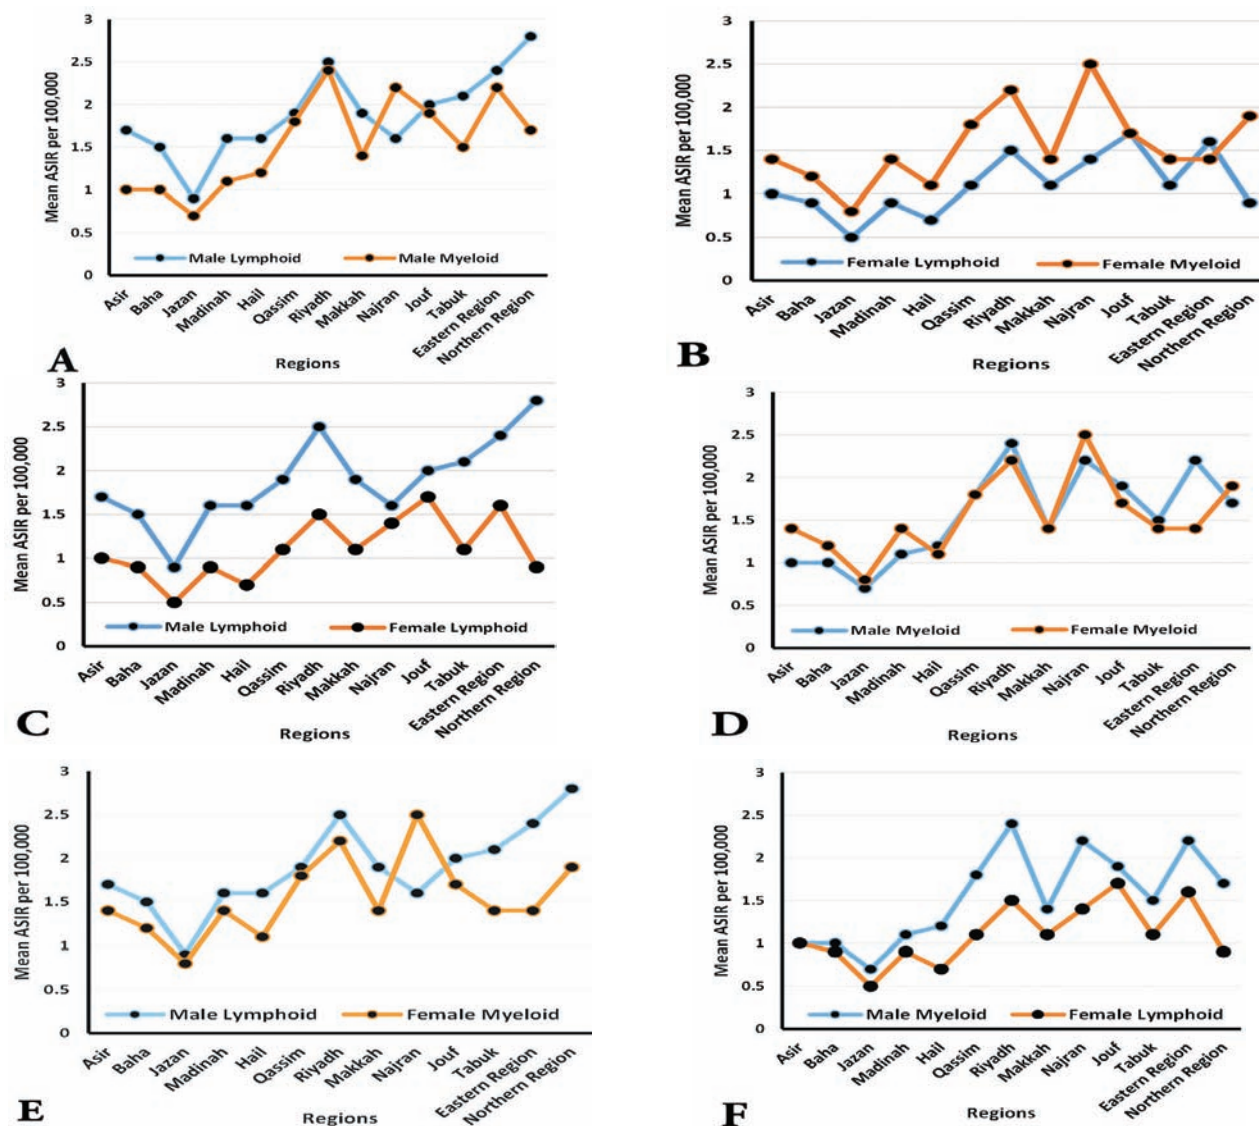 3
2.5
2
1.5
1
0.5
0
Mean ASIR per 100,000
Male Lymphoid
Male Myeloid
Asir
Baha
Jazan
Madinah
Hail
Qassim
Riyadh
Makkah
Najran
Jouf
Tabuk
Eastern Region
Northern Region
Regions
A
3
2.5
2
1.5
1
0.5
0
Mean ASIR per 100,000
Female Lymphoid
Female Myeloid
Asir
Baha
Jazan
Madinah
Hail
Qassim
Riyadh
Makkah
Najran
Jouf
Tabuk
Eastern Region
Northern Region
Regions
B
3
2.5
2
1.5
1
0.5
0
Mean ASIR per 100,000
Male Lymphoid
Female Lymphoid
Asir
Baha
Jazan
Madinah
Hail
Qassim
Riyadh
Makkah
Najran
Jouf
Tabuk
Eastern Region
Northern Region
Regions
C
3
2.5
2
1.5
1
0.5
0
Mean ASIR per 100,000
Male Myeloid
Female Myeloid
Asir
Baha
Jazan
Madinah
Hail
Qassim
Riyadh
Makkah
Najran
Jouf
Tabuk
Eastern Region
Northern Region
Regions
D
3
2.5
2
1.5
1
0.5
0
Mean ASIR per 100,000
Male Lymphoid
Female Myeloid
Asir
Baha
Jazan
Madinah
Hail
Qassim
Riyadh
Makkah
Najran
Jouf
Tabuk
Eastern Region
Northern Region
Regions
E
3
2.5
2
1.5
1
0.5
0
Mean ASIR per 100,000
Male Myeloid
Female Lymphoid
Asir
Baha
Jazan
Madinah
Hail
Qassim
Riyadh
Makkah
Najran
Jouf
Tabuk
Eastern Region
Northern Region
Regions
F